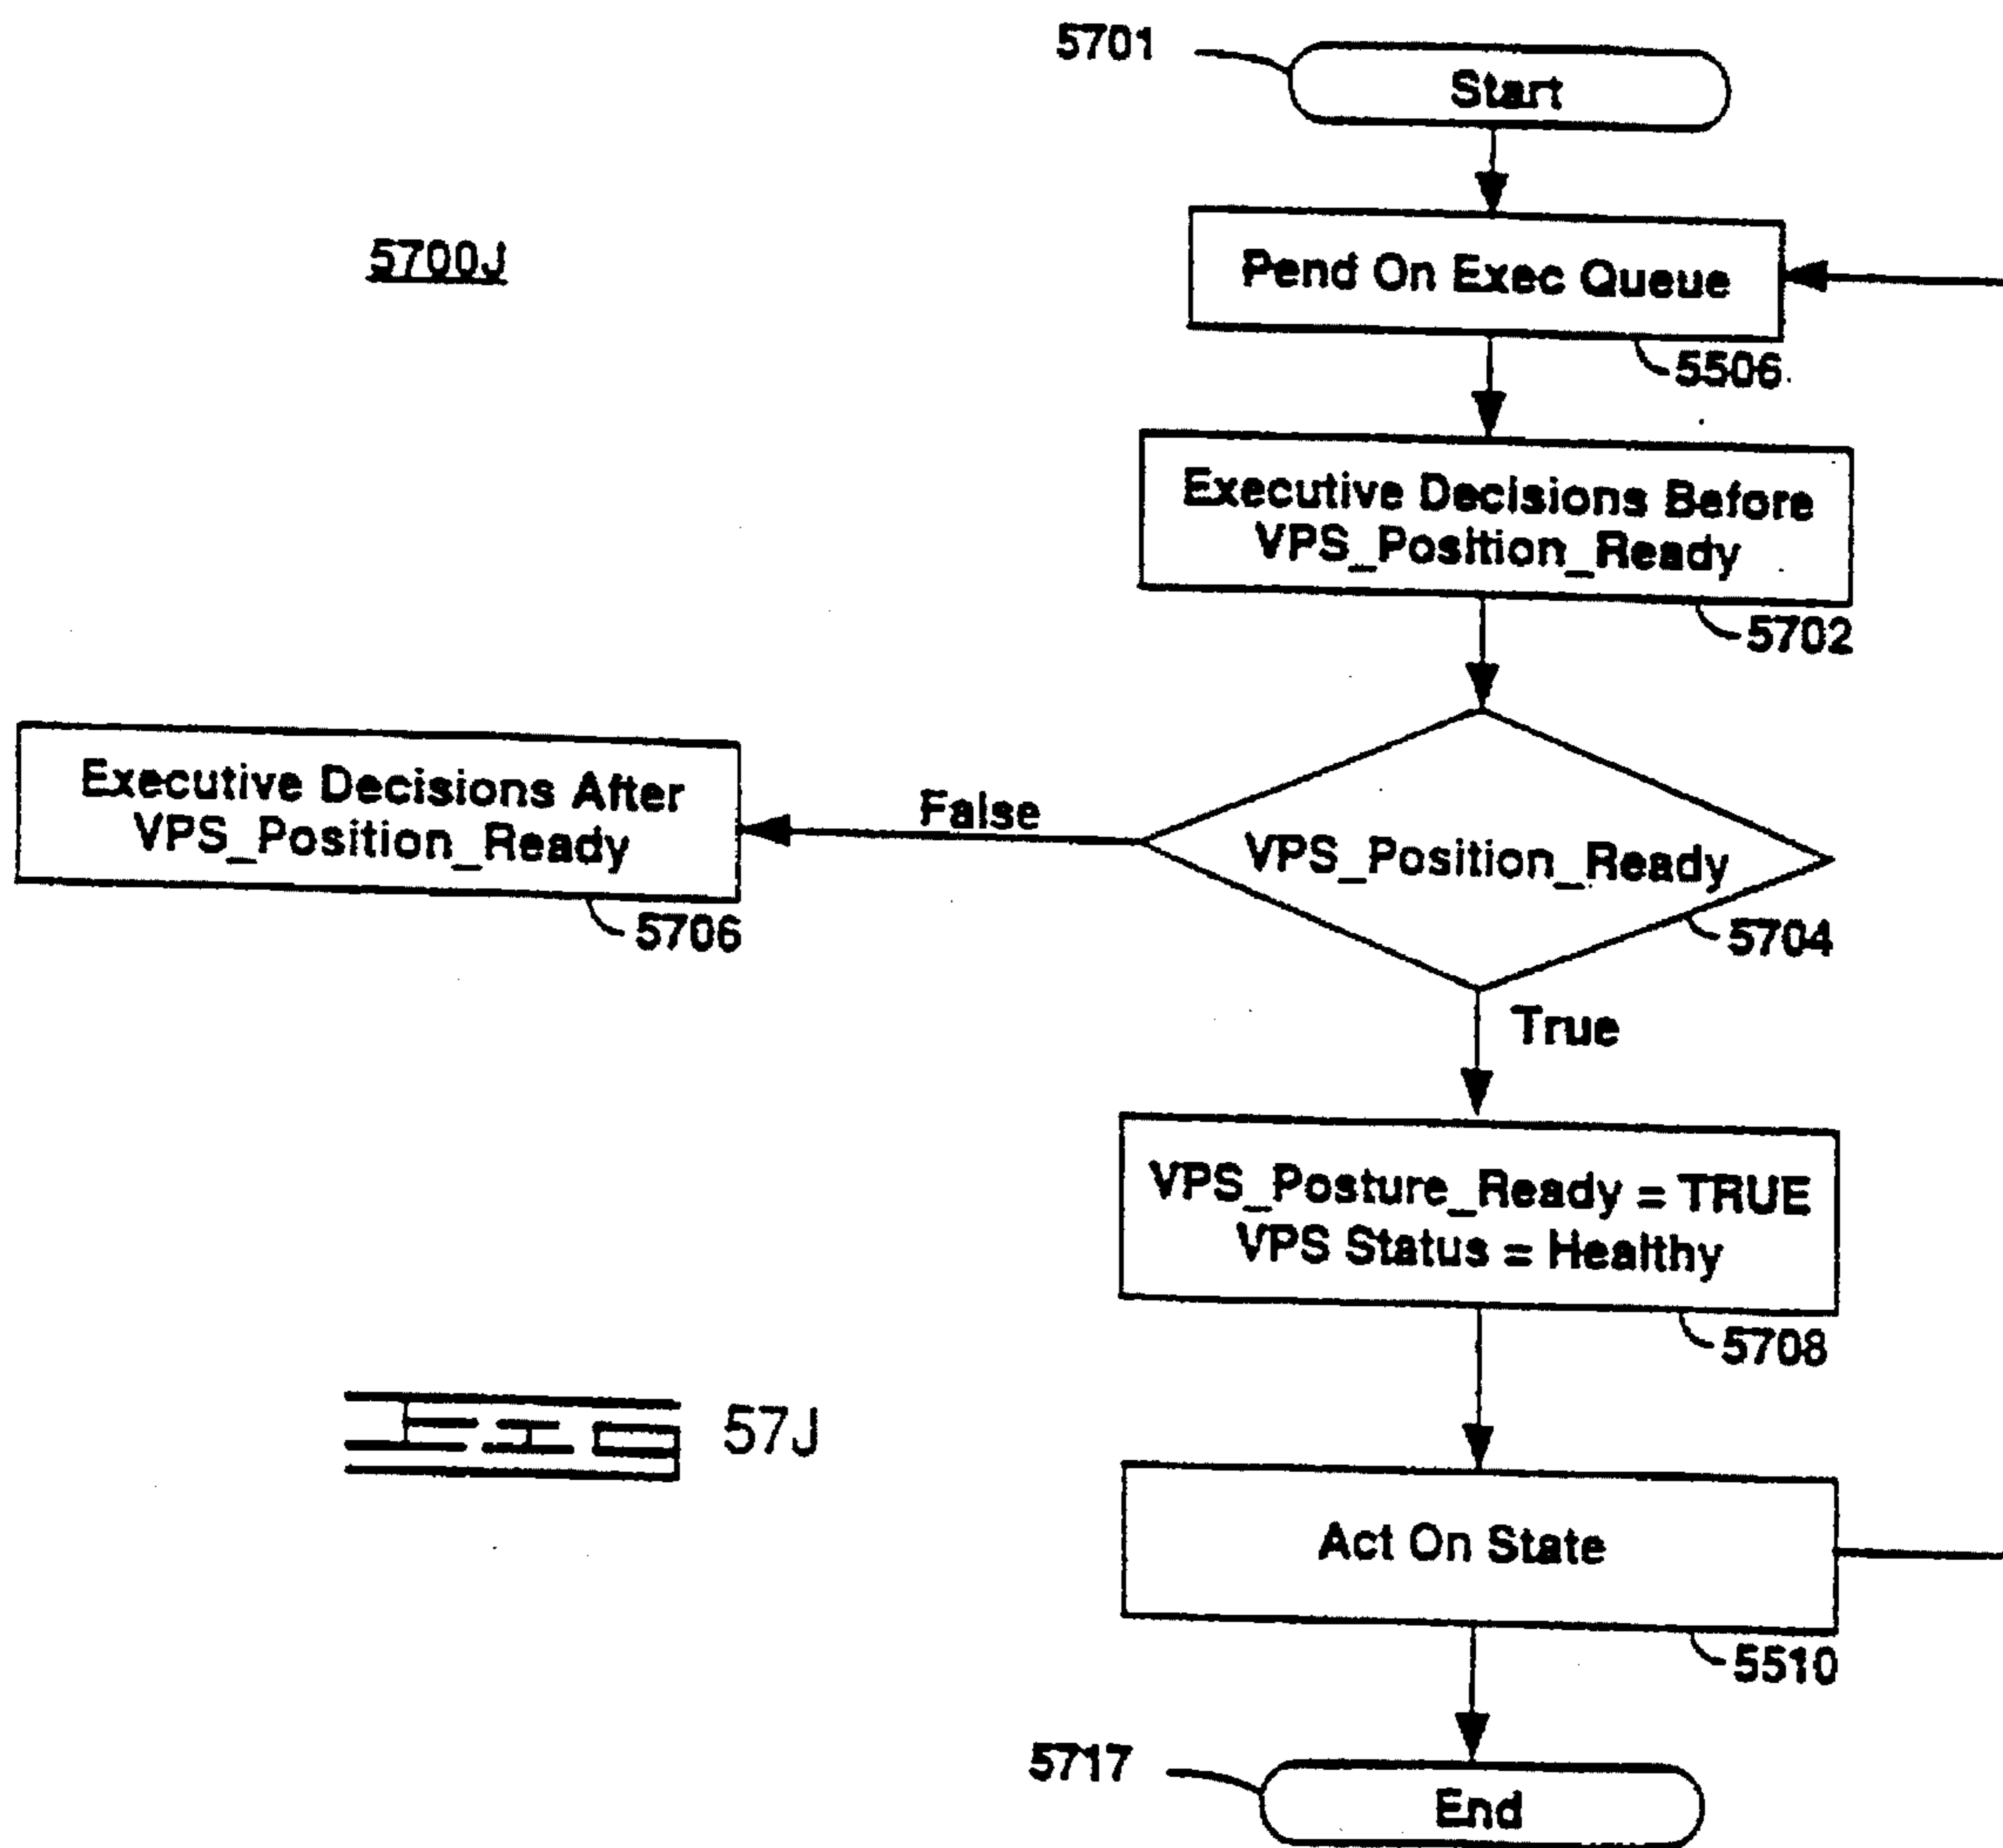 5701
Start
5700J
Pend On Exec Queue
5506
Executive Decisions Before
VPS_Position_Ready
5702
Executive Decisions After
VPS_Position_Ready
5706
False
VPS_Position_Ready
5704
True
VPS_Posture_Ready = TRUE
VPS Status = Healthy
5708
FIG 57J
Act On State
5510
5717
End